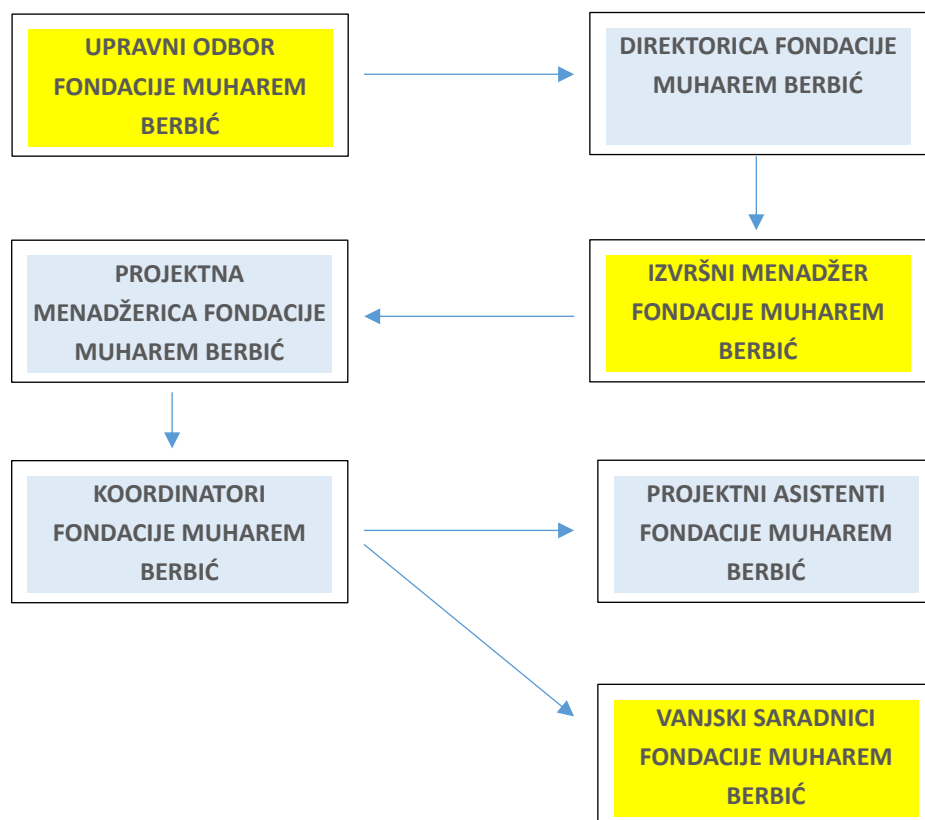 UPRAVNI ODBOR
FONDACIJE MUHAREM
BERBIĆ
DIREKTORICA FONDACIJE
MUHAREM BERBIĆ
PROJEKTNA
MENADŽERICA FONDACIJE
MUHAREM BERBIĆ
IZVRŠNI MENADŽER
FONDACIJE MUHAREM
BERBIĆ
KOORDINATORI
FONDACIJE MUHAREM
BERBIĆ
PROJEKTNI ASISTENTI
FONDACIJE MUHAREM
BERBIĆ
VANJSKI SARADNICI
FONDACIJE MUHAREM
BERBIĆ